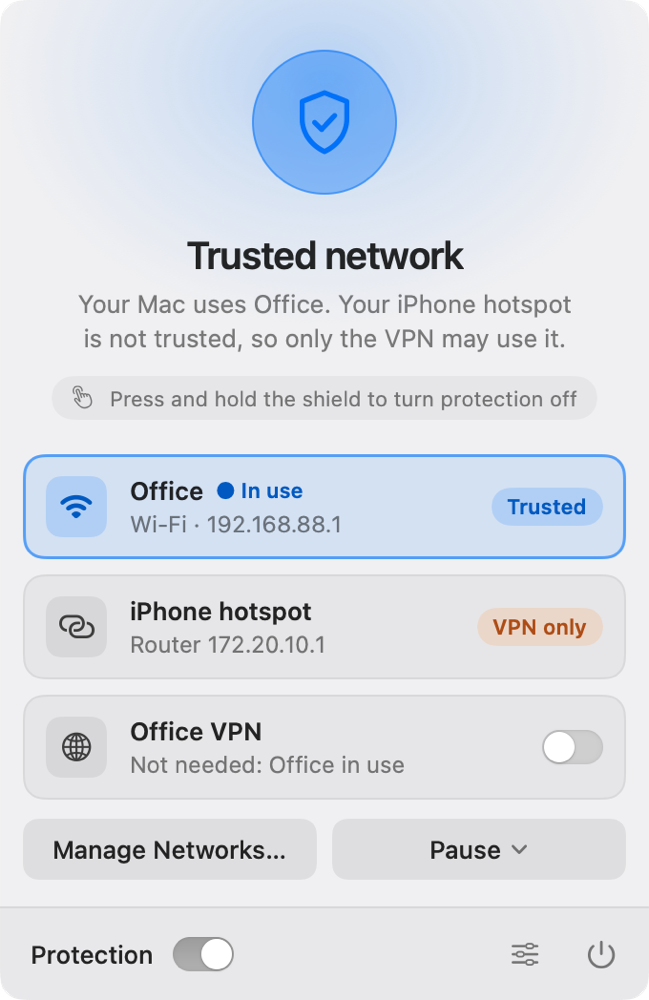 Trusted network
Your Mac uses Office. Your iPhone hotspot
is not trusted, so only the VPN may use it.
Press and hold the shield to turn protection off
Office In use
Wi-Fi · 192.168.88.1
Trusted
iPhone hotspot
Router 172.20.10.1
VPN only
Office VPN
Not needed: Office in use
Manage Networks...
Pause
Protection